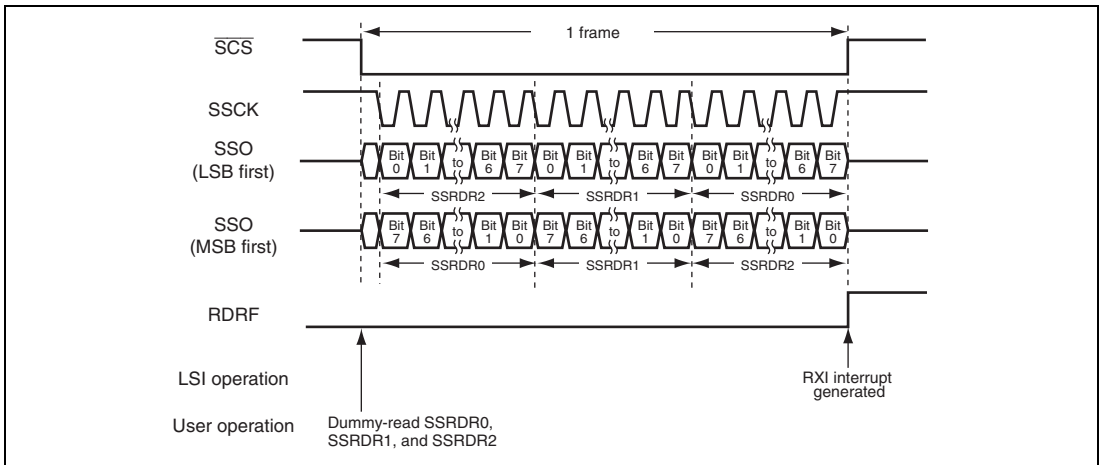 1 frame
SCS
SSCK
SSO
(LSB first)
Bit 0 Bit 1 to Bit 6 Bit 7 Bit 0 Bit 1 to Bit 6 Bit 7 Bit 0 Bit 1 to Bit 6 Bit 7
SSRDR2 SSRDR1 SSRDR0
SSO
(MSB first)
Bit 7 Bit 6 to Bit 1 Bit 0 Bit 7 Bit 6 to Bit 1 Bit 0 Bit 7 Bit 6 to Bit 1 Bit 0
SSRDR0 SSRDR1 SSRDR2
RDRF
LSI operation
RXI interrupt
generated
User operation
Dummy-read SSRDR0,
SSRDR1, and SSRDR2